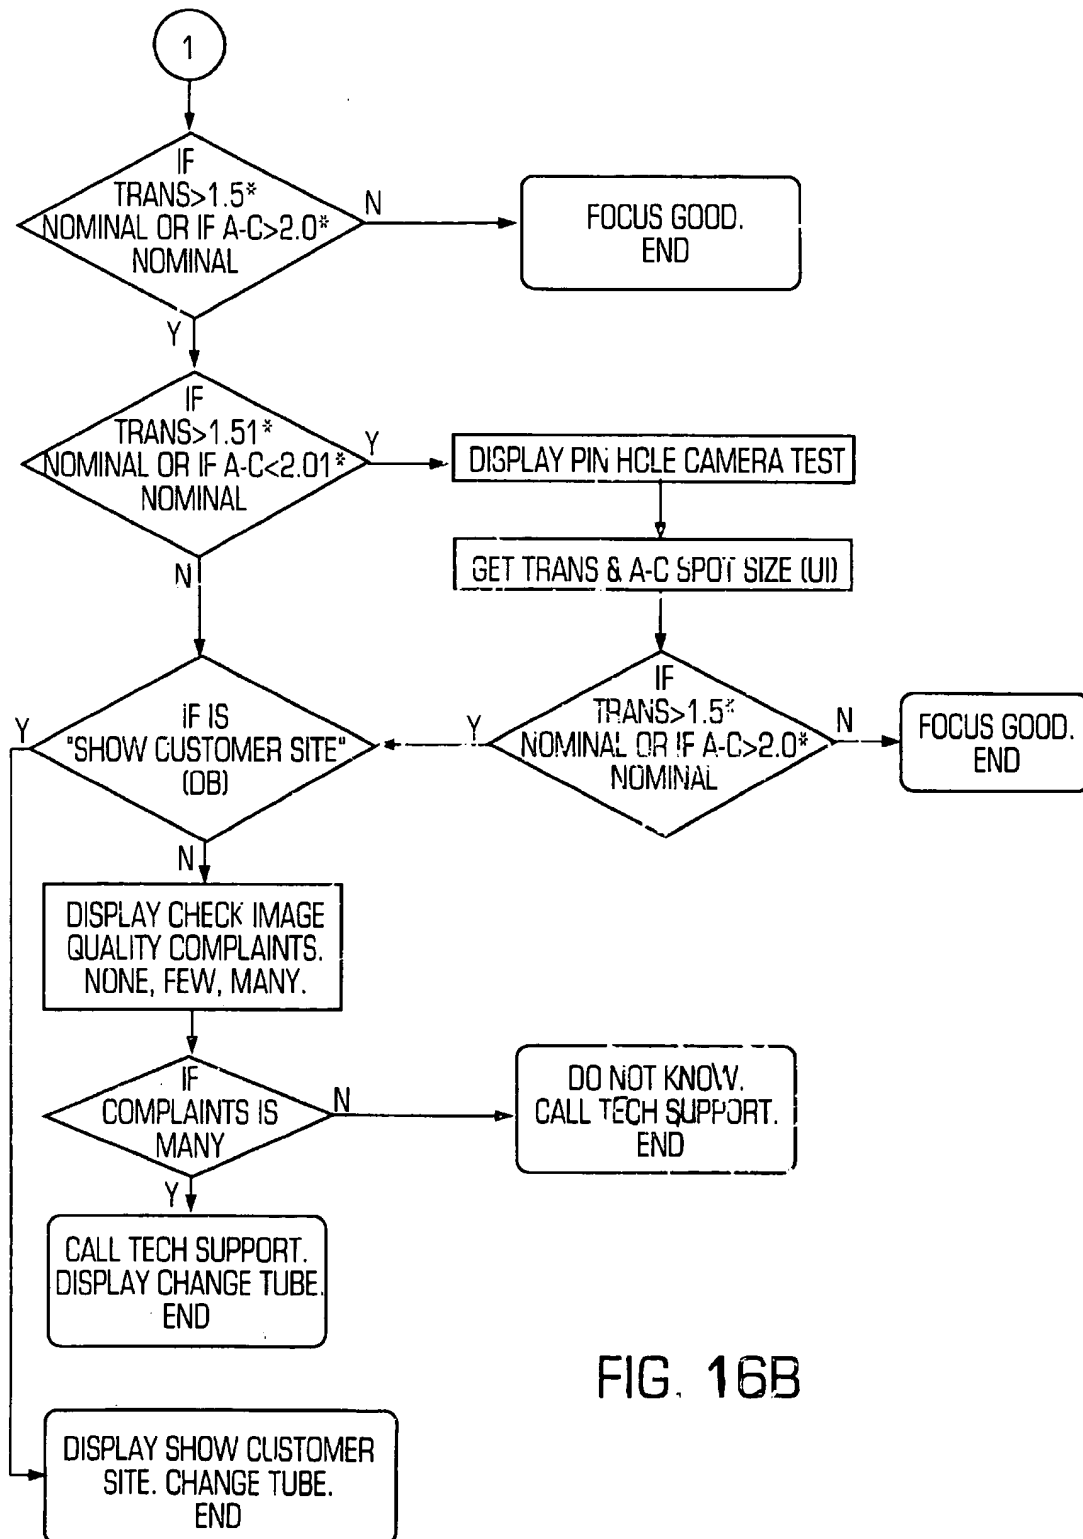 1
IF
TRANS>1.5*
NOMINAL OR IF A-C>2.0*
NOMINAL
N
FOCUS GOOD.
END
Y
IF
TRANS>1.51*
NOMINAL OR IF A-C<2.01*
NOMINAL
Y
DISPLAY PIN HCLE CAMERA TEST
N
GET TRANS & A-C SPOT SIZE (UI)
IF
TRANS>1.5*
NOMINAL OR IF A-C>2.0*
NOMINAL
N
FOCUS GOOD.
END
Y
IF IS
"SHOW CUSTOMER SITE"
(DB)
Y
N
DISPLAY CHECK IMAGE
QUALITY COMPLAINTS.
NONE, FEW, MANY.
IF
COMPLAINTS IS
MANY
N
DO NOT KNOW.
CALL TECH SUPPORT.
END
Y
CALL TECH SUPPORT.
DISPLAY CHANGE TUBE.
END
DISPLAY SHOW CUSTOMER
SITE. CHANGE TUBE.
END
FIG. 16B